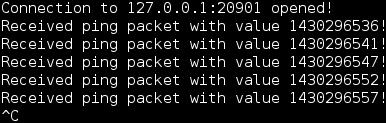 Connection to 127.0.0.1:20901 opened!
Received ping packet with value 1430296536!
Received ping packet with value 1430296541!
Received ping packet with value 1430296547!
Received ping packet with value 1430296552!
Received ping packet with value 1430296557!
^C